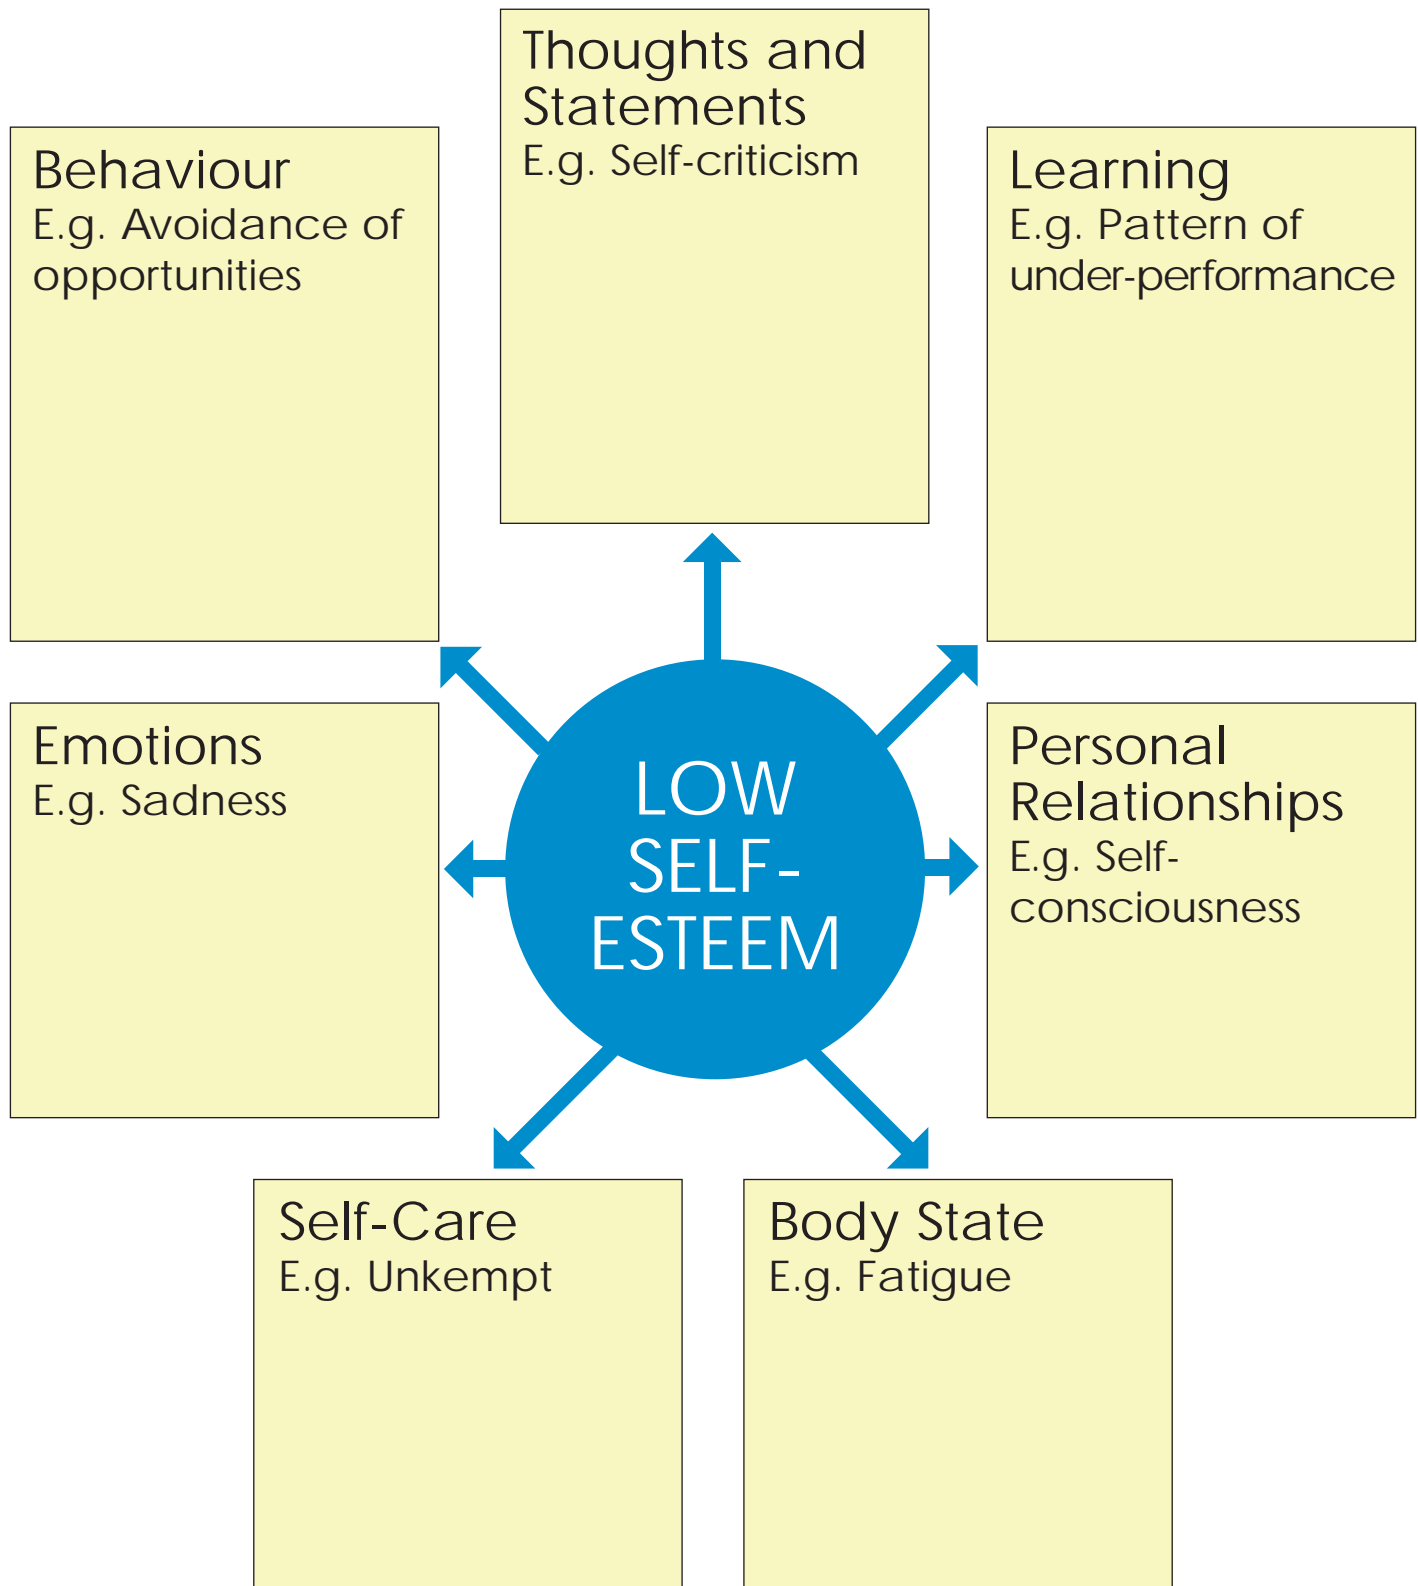 Thoughts and
Statements
E.g. Self-criticism
Behaviour
E.g. Avoidance of
opportunities
Learning
E.g. Pattern of
under-performance
Emotions
E.g. Sadness
LOW
SELF-
ESTEEM
Personal
Relationships
E.g. Self-
consciousness
Self-Care
E.g. Unkempt
Body State
E.g. Fatigue